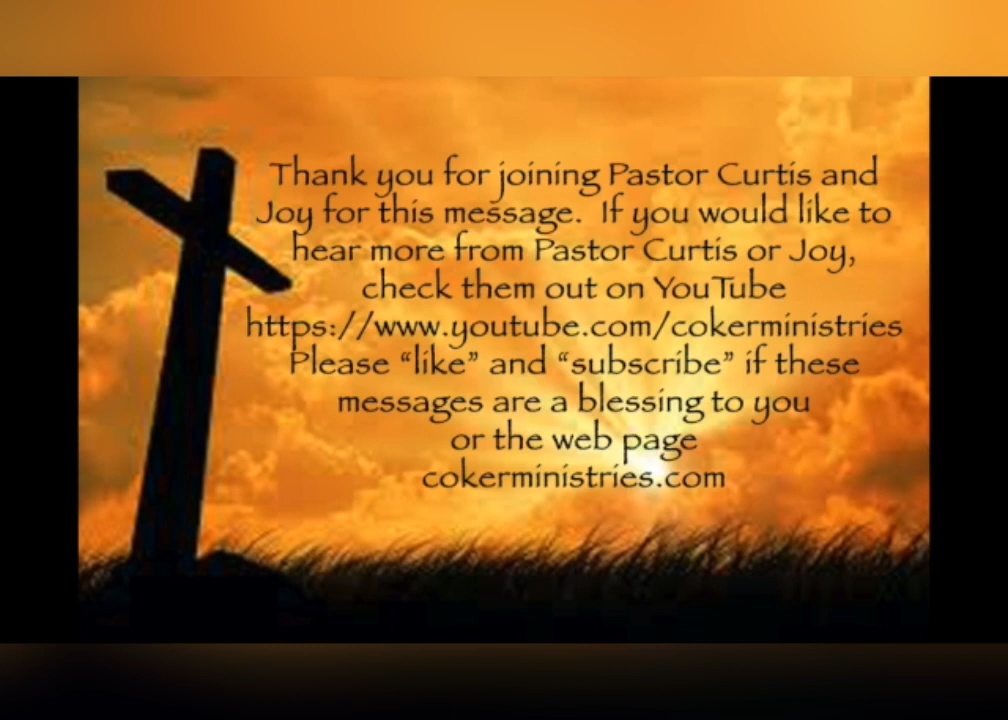 Thank you for joining Pastor Curtis and
Joy for this message. If you would like to
hear more from Pastor Curtis or Joy,
check them out on YouTube
https://www.youtube.com/cokerministries
Please “like” and “subscribe” if these
messages are a blessing to you
or the web page
cokerministries.com